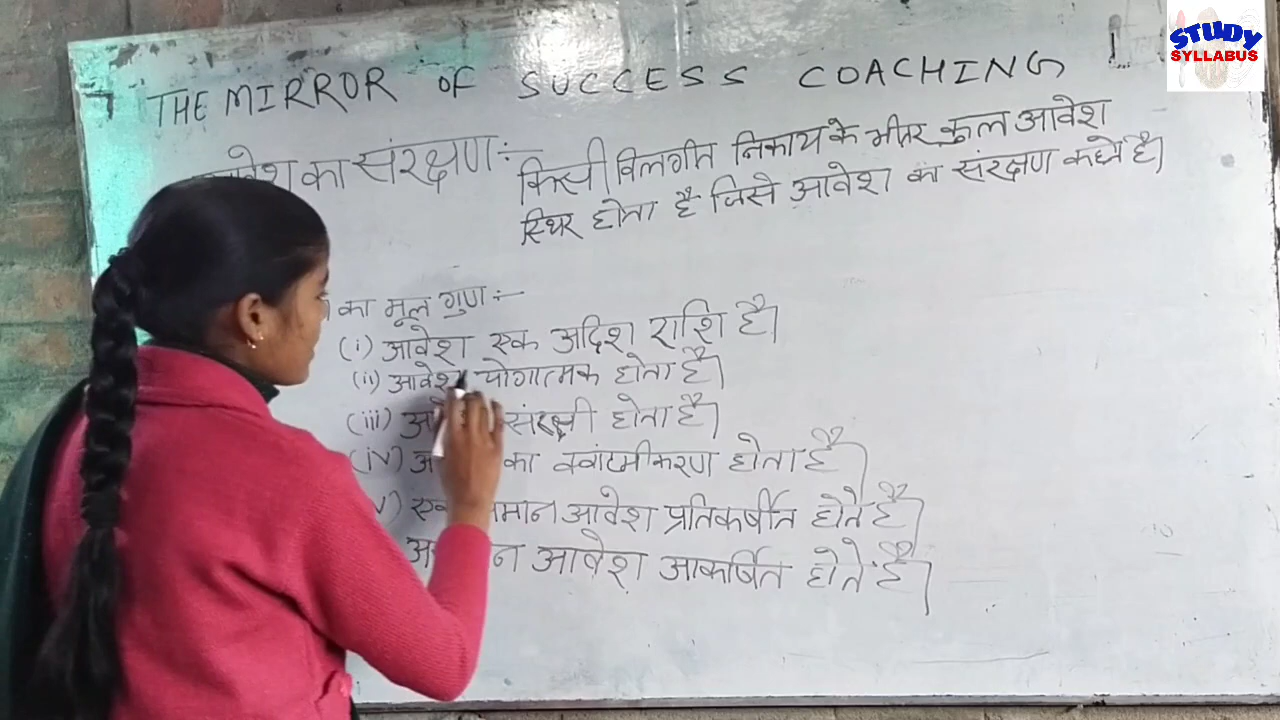 STUDY
SYLLABUS
THE MIRROR OF SUCCESS COACHING
का संरक्षण :- किसी विलगीत निकाय के भीतर कुल आवेश
स्थिर होता है जिसे आवेश का संरक्षण कहते है।
का मूल गुण :-
(i) आवेश एक अदिश राशि है।
(ii) आवेश योगात्मक होता है।
(iii) संरक्षी होता है।
(iv) का क्वांटमीकरण होता है।
आवेश प्रतिकर्षीत होते है।
आवेश आकर्षित होते है।